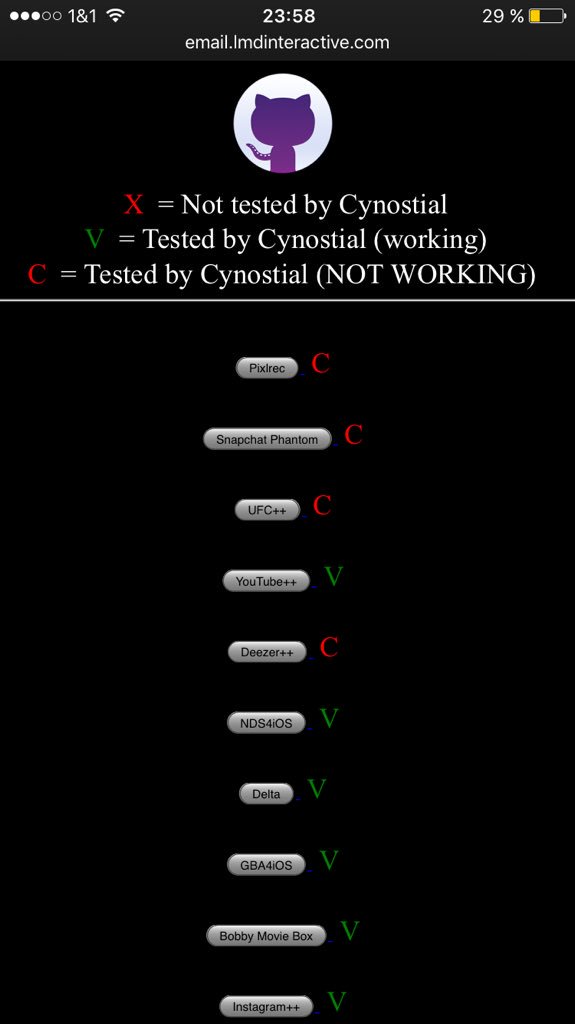 1&1 23:58 29 %
email.lmdinteractive.com
X = Not tested by Cynostial
V = Tested by Cynostial (working)
C = Tested by Cynostial (NOT WORKING)
Pixlrec C
Snapchat Phantom C
UFC++ C
YouTube++ V
Deezer++ C
NDS4iOS V
Delta V
GBA4iOS V
Bobby Movie Box V
Instagram++ V